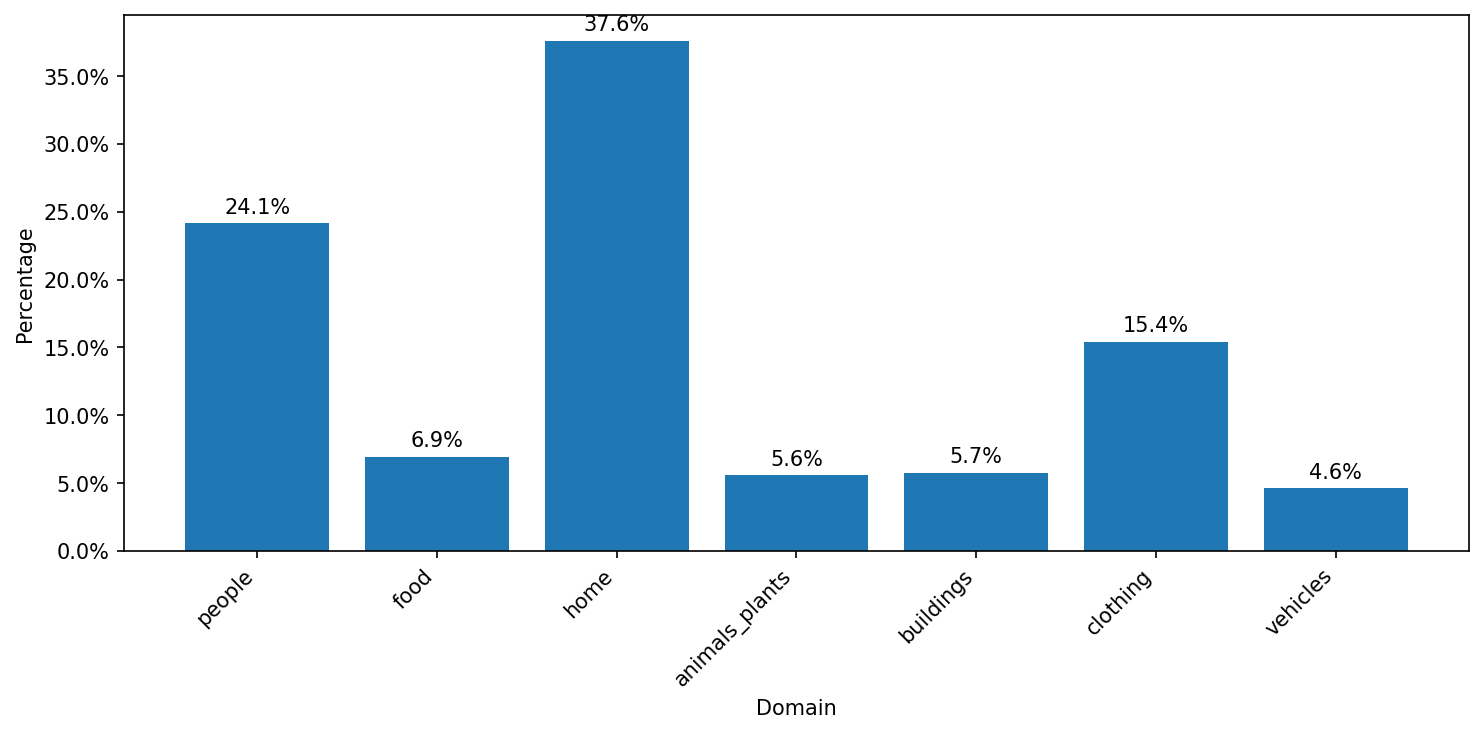 37.6%
35.0%
30.0%
25.0%
24.1%
20.0%
15.0%
15.4%
10.0%
6.9%
5.6%
5.7%
4.6%
5.0%
0.0%
Percentage
people
food
home
animals_plants
buildings
clothing
vehicles
Domain